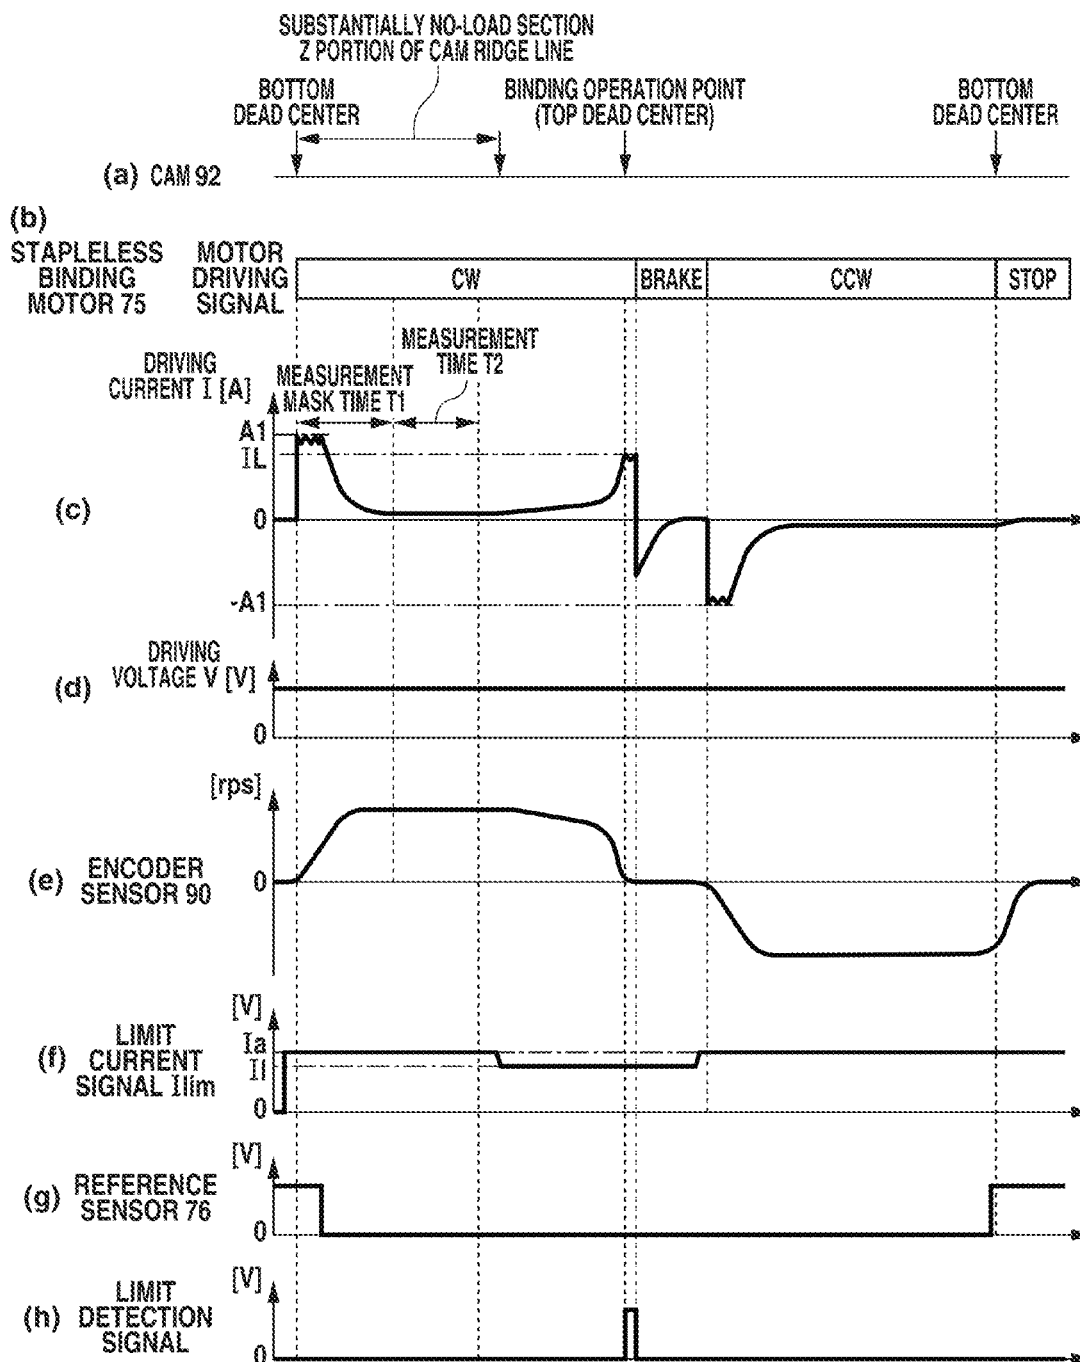 SUBSTANTIALLY NO-LOAD SECTION
Z PORTION OF CAM RIDGE LINE
BOTTOM
DEAD CENTER
BINDING OPERATION POINT
(TOP DEAD CENTER)
BOTTOM
DEAD CENTER
(a) CAM 92
(b)
STAPLELESS
BINDING
MOTOR 75
MOTOR
DRIVING
SIGNAL
CW
BRAKE
CCW
STOP
MEASUREMENT
TIME T2
DRIVING
CURRENT I [A]
MEASUREMENT
MASK TIME T1
A1
IL
(c)
0
-A1
DRIVING
VOLTAGE V [V]
(d)
0
[rps]
(e) ENCODER
SENSOR 90
0
[V]
(f) LIMIT
CURRENT
SIGNAL Ilim
Ia
Il
0
[V]
(g) REFERENCE
SENSOR 76
0
[V]
(h) LIMIT
DETECTION
SIGNAL
0